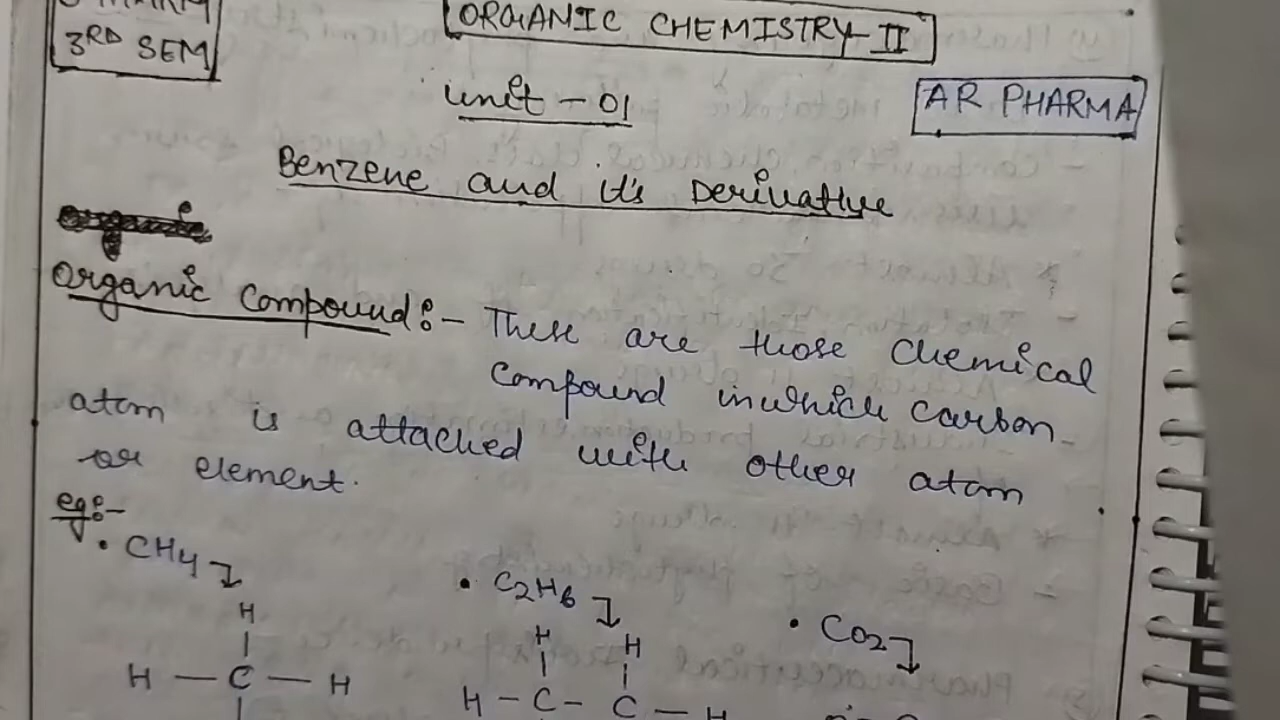 3RD SEM
ORGANIC CHEMISTRY-II
AR PHARMA
Unit - 01
Benzene and it's Derivative
Organic Compound:- These are those Chemical
Compound in which carbon
atom is attached with other atom
or element.
eg:-
• CH4
• C2H6
• CO2
H
H
H
H - C - H
H - C - C - H